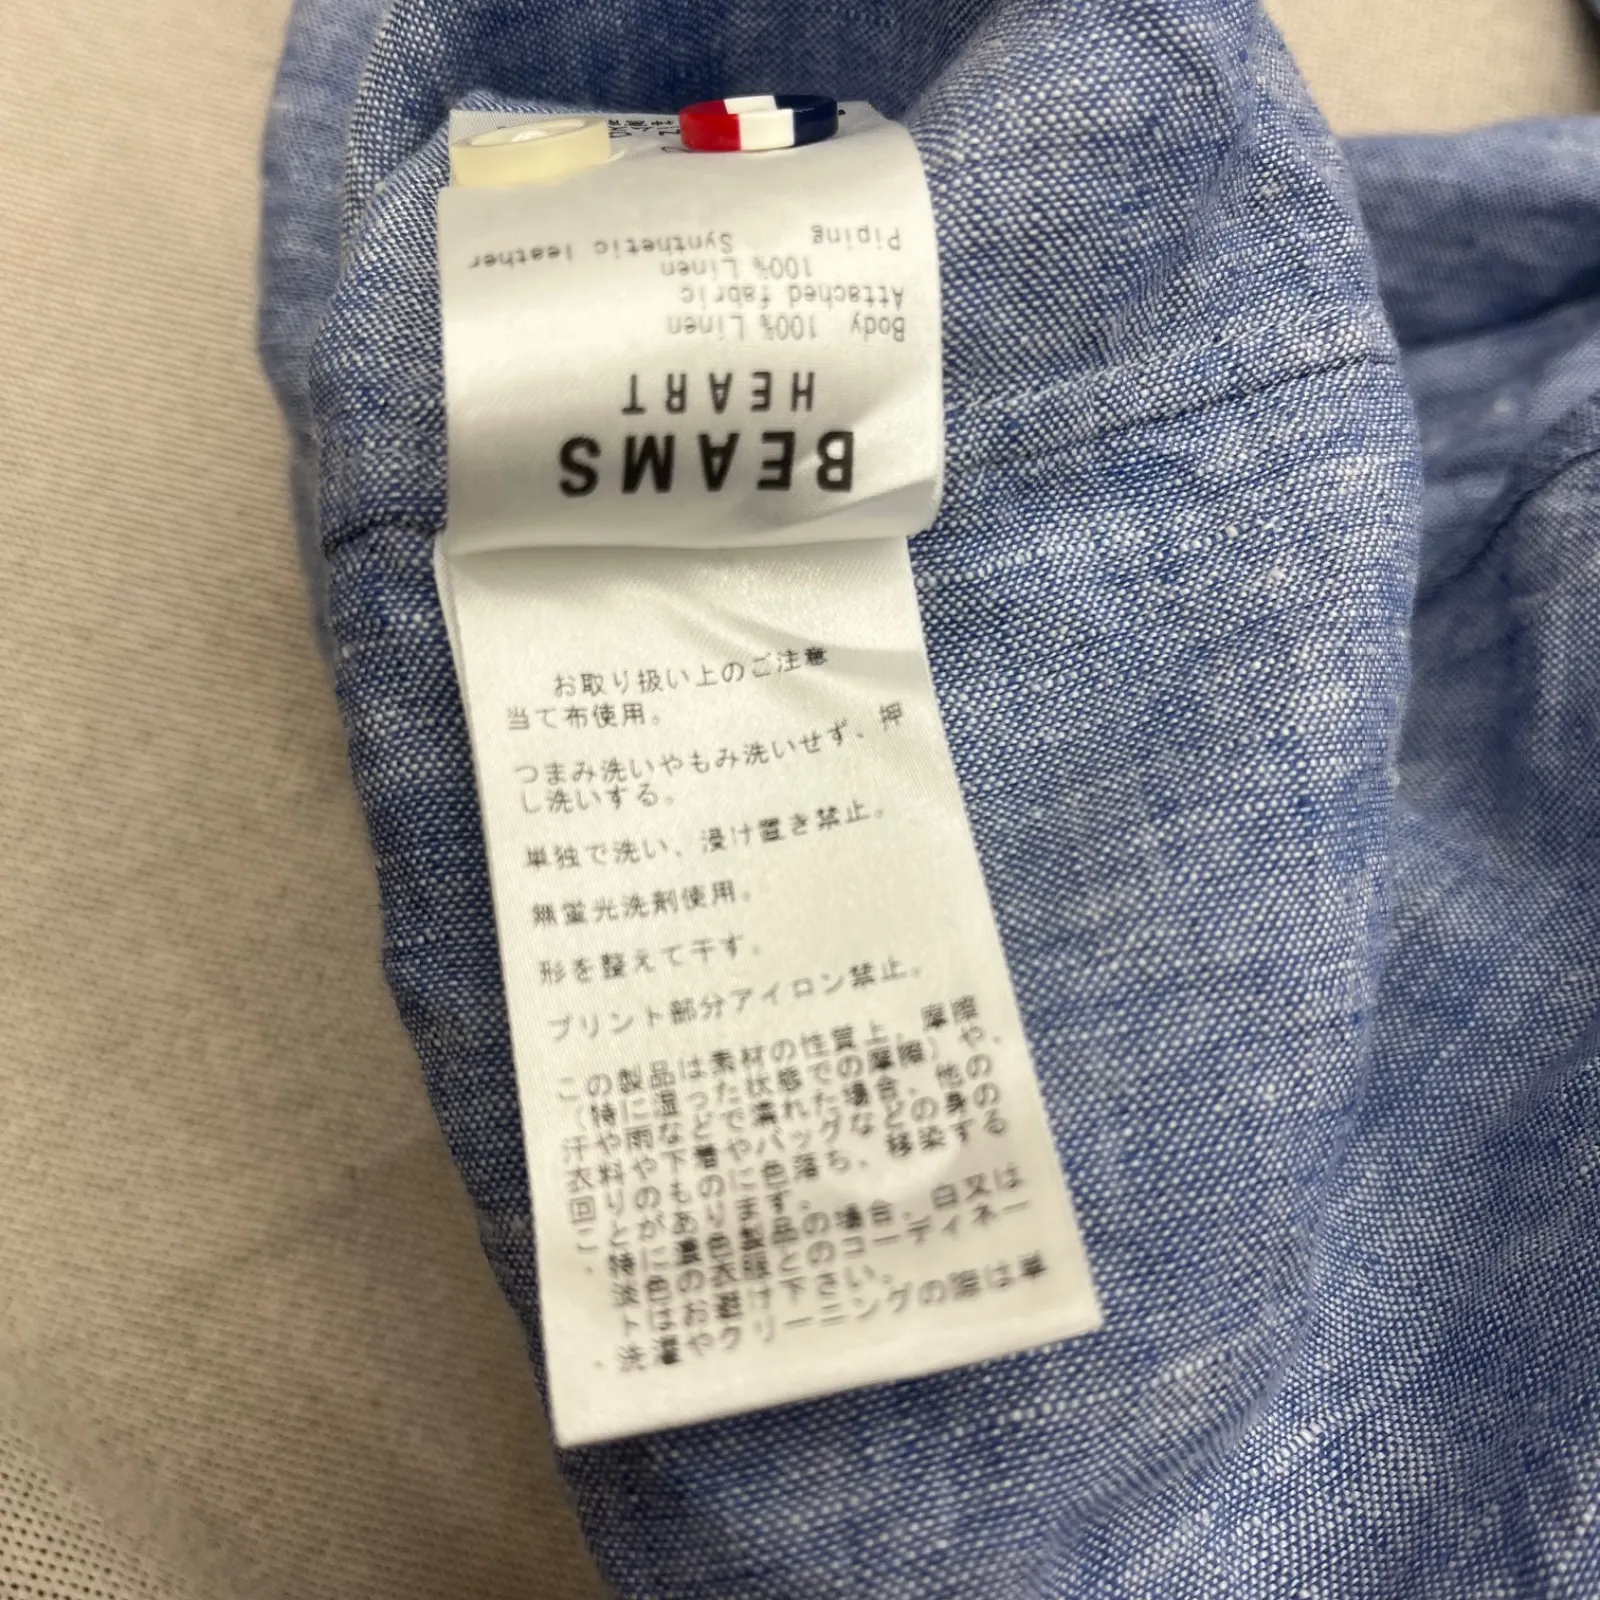 BEAMS
HEART
Body 100% Linen
Attached fabric
100% Linen
Piping Synthetic leather
お取り扱い上のご注意
当て布使用。
つまみ洗いやもみ洗いせず、押
し洗いする。
単独で洗い、浸け置き禁止。
無蛍光洗剤使用。
形を整えて干す。
プリント部分アイロン禁止。
この製品は素材の性質上、摩擦
（特に湿った状態での摩擦）や、
汗や雨などで濡れた場合、他の
衣料や下着やバッグなどの身の
回りのものに色落ち、移染する
ことがあります。
・特に濃色製品の場合、白又は
淡色の衣服とのコーディネー
トはお避け下さい。
・洗濯やクリーニングの際は単